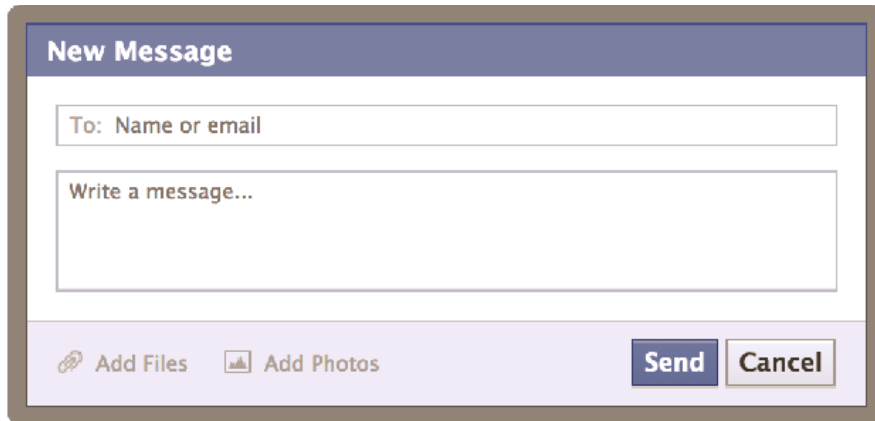 New Message
To: Name or email
Write a message...
Add Files Add Photos Send Cancel